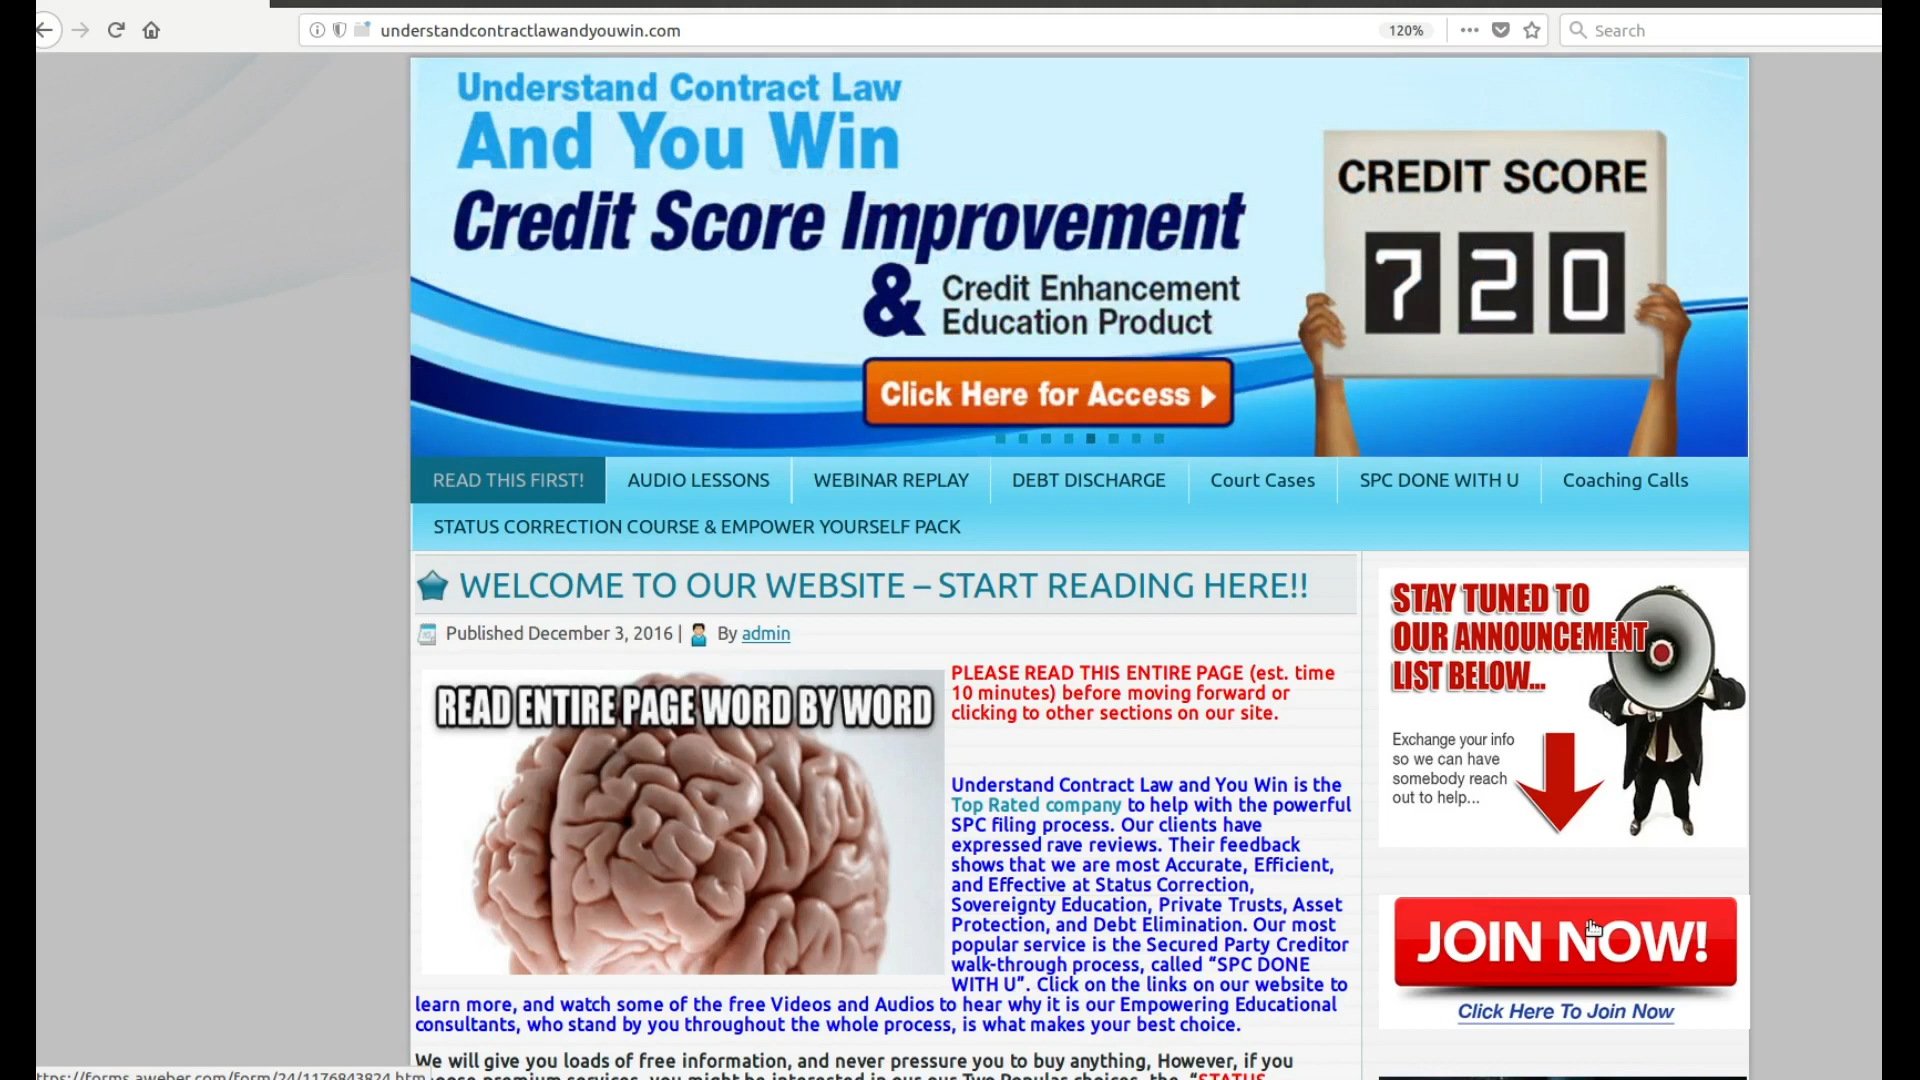 understandcontractlawandyouwin.com
120%
Search
Understand Contract Law
And You Win
Credit Score Improvement
& Credit Enhancement
Education Product
Click Here for Access
CREDIT SCORE
720
READ THIS FIRST!
AUDIO LESSONS
WEBINAR REPLAY
DEBT DISCHARGE
Court Cases
SPC DONE WITH U
Coaching Calls
STATUS CORRECTION COURSE & EMPOWER YOURSELF PACK
WELCOME TO OUR WEBSITE – START READING HERE!!
Published December 3, 2016 | By admin
READ ENTIRE PAGE WORD BY WORD
PLEASE READ THIS ENTIRE PAGE (est. time
10 minutes) before moving forward or
clicking to other sections on our site.
Understand Contract Law and You Win is the
Top Rated company to help with the powerful
SPC filing process. Our clients have
expressed rave reviews. Their feedback
shows that we are most Accurate, Efficient,
and Effective at Status Correction,
Sovereignty Education, Private Trusts, Asset
Protection, and Debt Elimination. Our most
popular service is the Secured Party Creditor
walk-through process, called “SPC DONE
WITH U”. Click on the links on our website to
learn more, and watch some of the free Videos and Audios to hear why it is our Empowering Educational
consultants, who stand by you throughout the whole process, is what makes your best choice.
We will give you loads of free information, and never pressure you to buy anything, However, if you
STAY TUNED TO
OUR ANNOUNCEMENT
LIST BELOW...
Exchange your info
so we can have
somebody reach
out to help...
JOIN NOW!
Click Here To Join Now